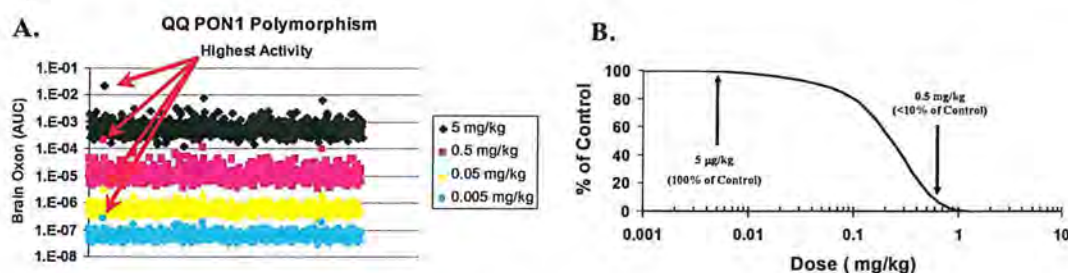 A.
QQ PON1 Polymorphism
Highest Activity
Brain Oxon (AUC)
1.E-01
1.E-02
1.E-03
1.E-04
1.E-05
1.E-06
1.E-07
1.E-08
5 mg/kg
0.5 mg/kg
0.05 mg/kg
0.005 mg/kg
B.
% of Control
100
80
60
40
20
0
5 µg/kg
(100% of Control)
0.5 mg/kg
(<10% of Control)
0.001
0.01
0.1
1
10
Dose ( mg/kg)